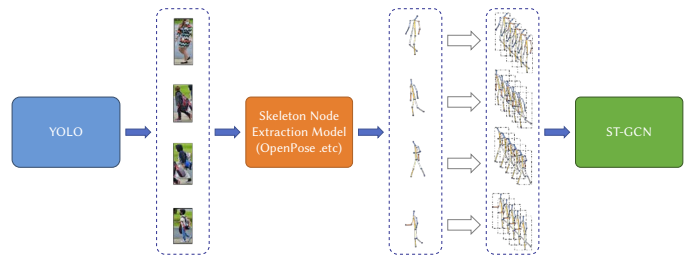 YOLO
Skeleton Node
Extraction Model
(OpenPose .etc)
ST-GCN